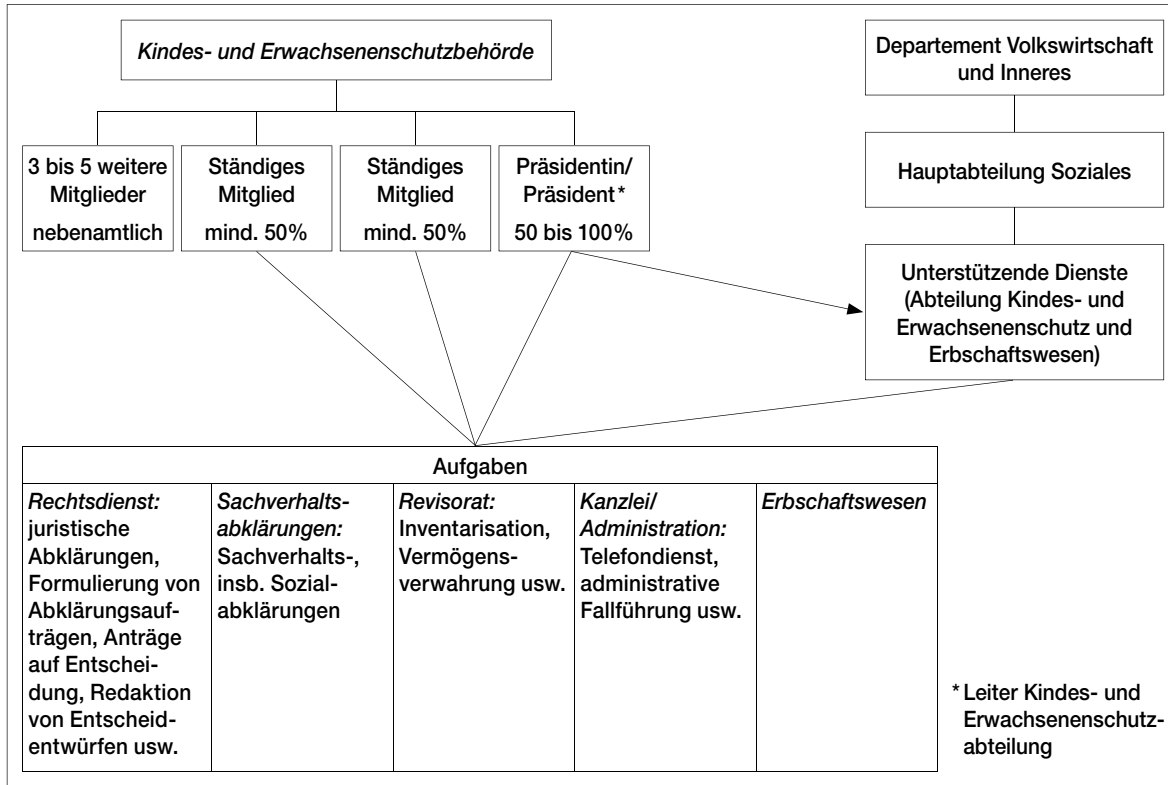 Kindes- und Erwachsenenschutzbehörde
Departement Volkswirtschaft
und Inneres
3 bis 5 weitere
Mitglieder
nebenamtlich
Ständiges
Mitglied
mind. 50%
Ständiges
Mitglied
mind. 50%
Präsidentin/
Präsident*
50 bis 100%
Hauptabteilung Soziales
Unterstützende Dienste
(Abteilung Kindes- und
Erwachsenenschutz und
Erbschaftswesen)
Aufgaben
Rechtsdienst:
juristische
Abklärungen,
Formulierung von
Abklärungsauf-
trägen, Anträge
auf Entschei-
dung, Redaktion
von Entscheid-
entwürfen usw.
Sachverhalts-
abklärungen:
Sachverhalts-,
insb. Sozial-
abklärungen
Revisorat:
Inventarisation,
Vermögens-
verwahrung usw.
Kanzlei/
Administration:
Telefondienst,
administrative
Fallführung usw.
Erbschaftswesen
* Leiter Kindes- und
Erwachsenenschutz-
abteilung